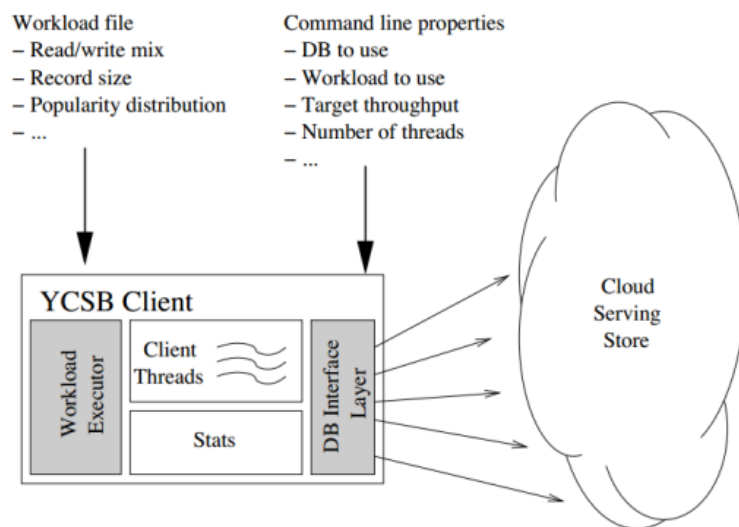 Workload file
– Read/write mix
– Record size
– Popularity distribution
– ...
Command line properties
– DB to use
– Workload to use
– Target throughput
– Number of threads
– ...
YCSB Client
Workload
Executor
Client
Threads
Stats
DB Interface
Layer
Cloud
Serving
Store